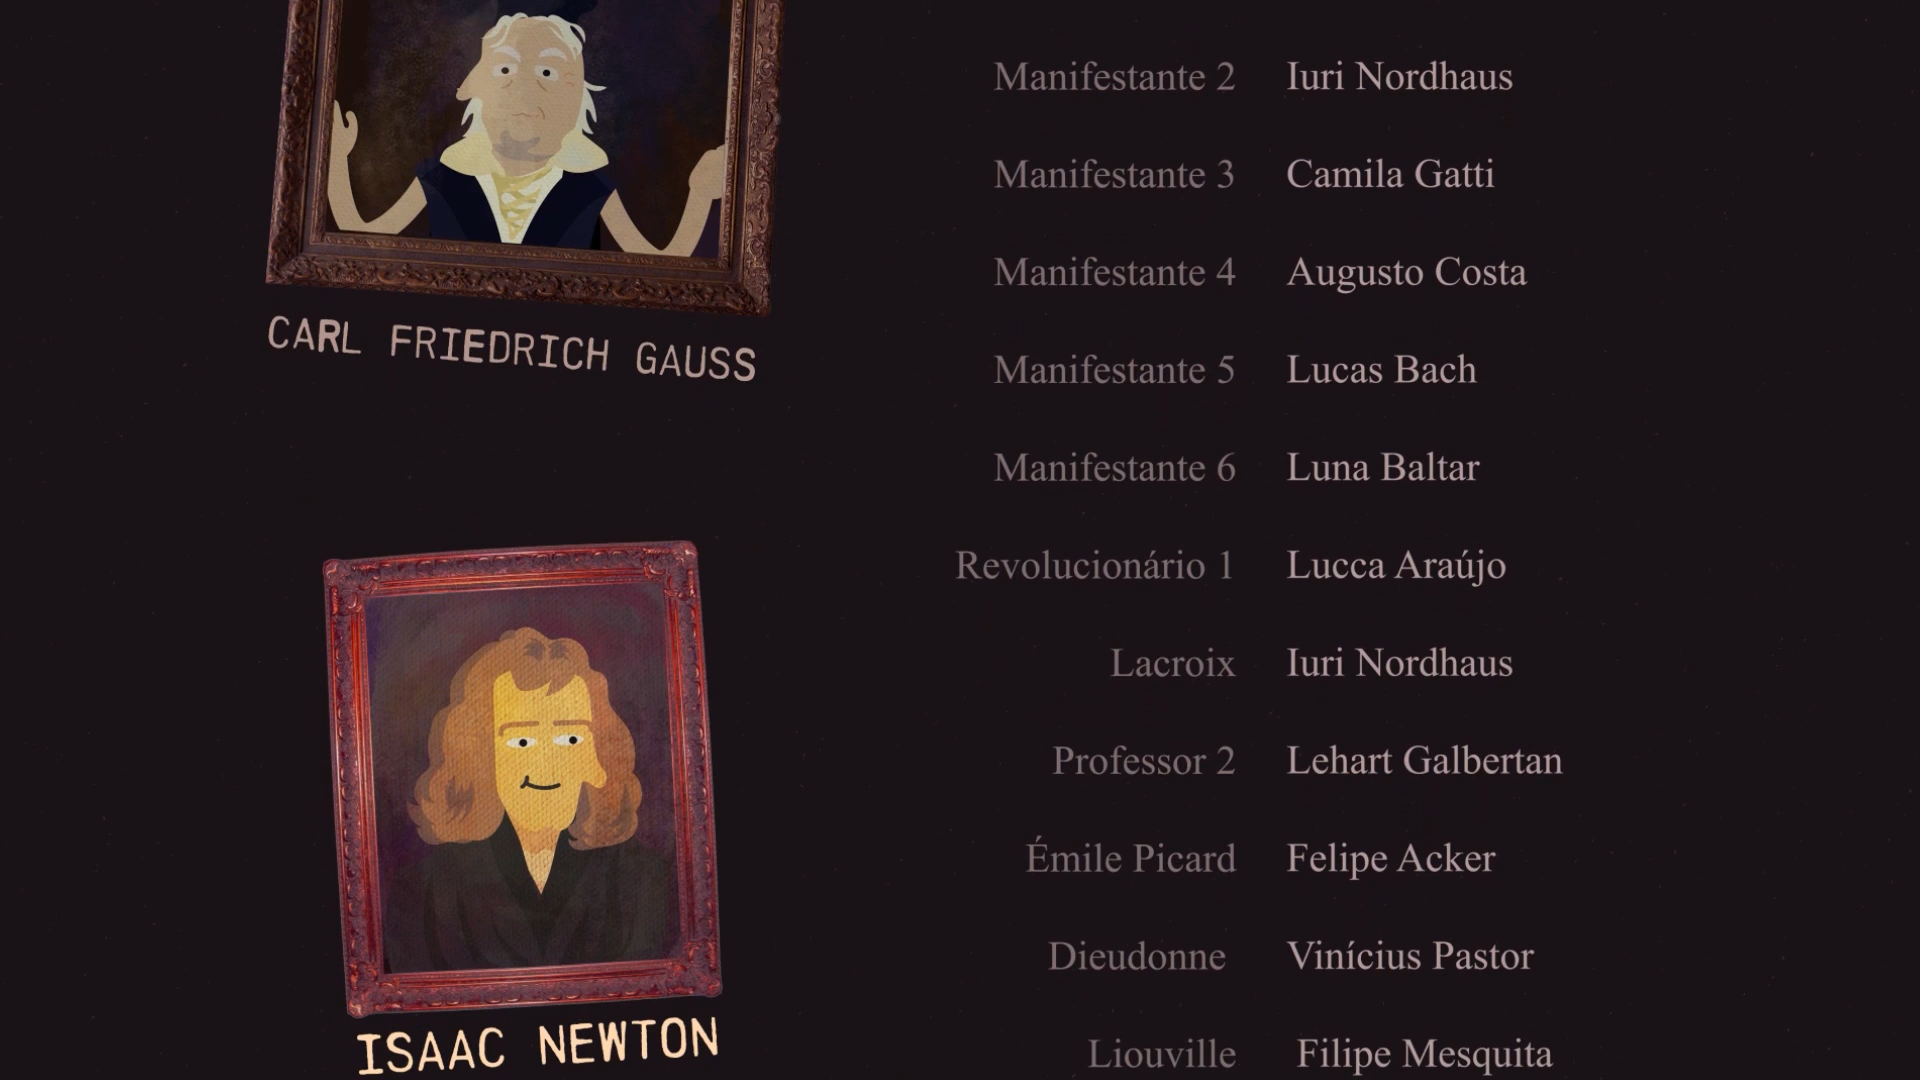 CARL FRIEDRICH GAUSS
ISAAC NEWTON
Manifestante 2 Iuri Nordhaus
Manifestante 3 Camila Gatti
Manifestante 4 Augusto Costa
Manifestante 5 Lucas Bach
Manifestante 6 Luna Baltar
Revolucionário 1 Lucca Araújo
Lacroix Iuri Nordhaus
Professor 2 Lehart Galbertan
Émile Picard Felipe Acker
Dieudonne Vinícius Pastor
Liouville Filipe Mesquita